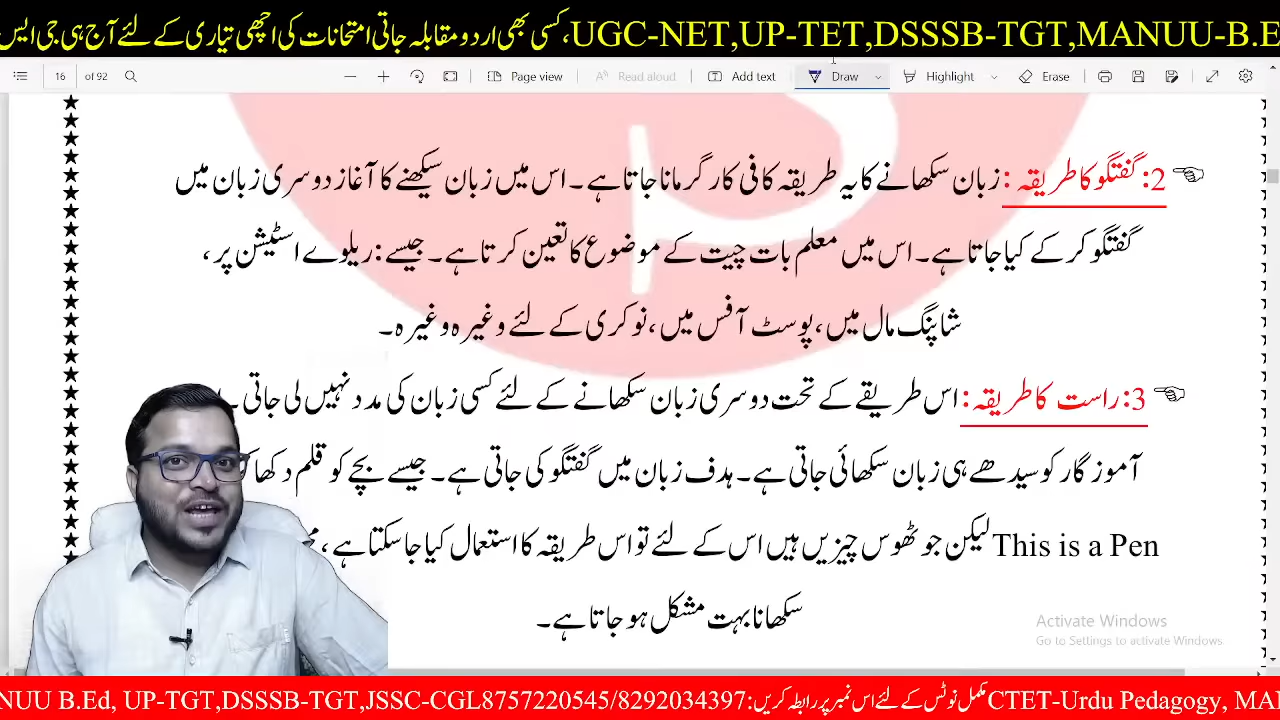 UGC-NET,UP-TET,DSSSB-TGT,MANUU-B.E،کسی بھی اردو مقابلہ جاتی امتحانات کی اچھی تیاری کے لئے آج ہی جی ایس
16 of 92 Page view Read aloud Add text Draw Highlight Erase
2: گفتگو کا طریقہ : زبان سکھانے کا یہ طریقہ کافی کار گر مانا جاتا ہے۔ اس میں زبان سیکھنے کا آغاز دوسری زبان میں
گفتگو کر کے کیا جاتا ہے۔ اس میں معلم بات چیت کے موضوع کا تعین کرتا ہے۔ جیسے: ریلوے اسٹیشن پر،
شاپنگ مال میں، پوسٹ آفس میں، نوکری کے لئے وغیرہ وغیرہ۔
3: راست کا طریقہ: اس طریقے کے تحت دوسری زبان سکھانے کے لئے کسی زبان کی مدد نہیں لی جاتی۔
آموز گار کو سیدھے ہی زبان سکھائی جاتی ہے۔ ہدف زبان میں گفتگو کی جاتی ہے۔ جیسے بچے کو قلم دکھا
This is a Pen لیکن جو ٹھوس چیزیں ہیں اس کے لئے تو اس طریقہ کا استعمال کیا جا سکتا ہے،
سکھانا بہت مشکل ہو جاتا ہے۔
Activate Windows
Go to Settings to activate Windows.
NUU B.Ed, UP-TGT,DSSSB-TGT,JSSC-CGL8757220545/8292034397:مکمل نوٹس کے لئے اس نمبر پر رابطہ کریں CTET-Urdu Pedagogy, MA